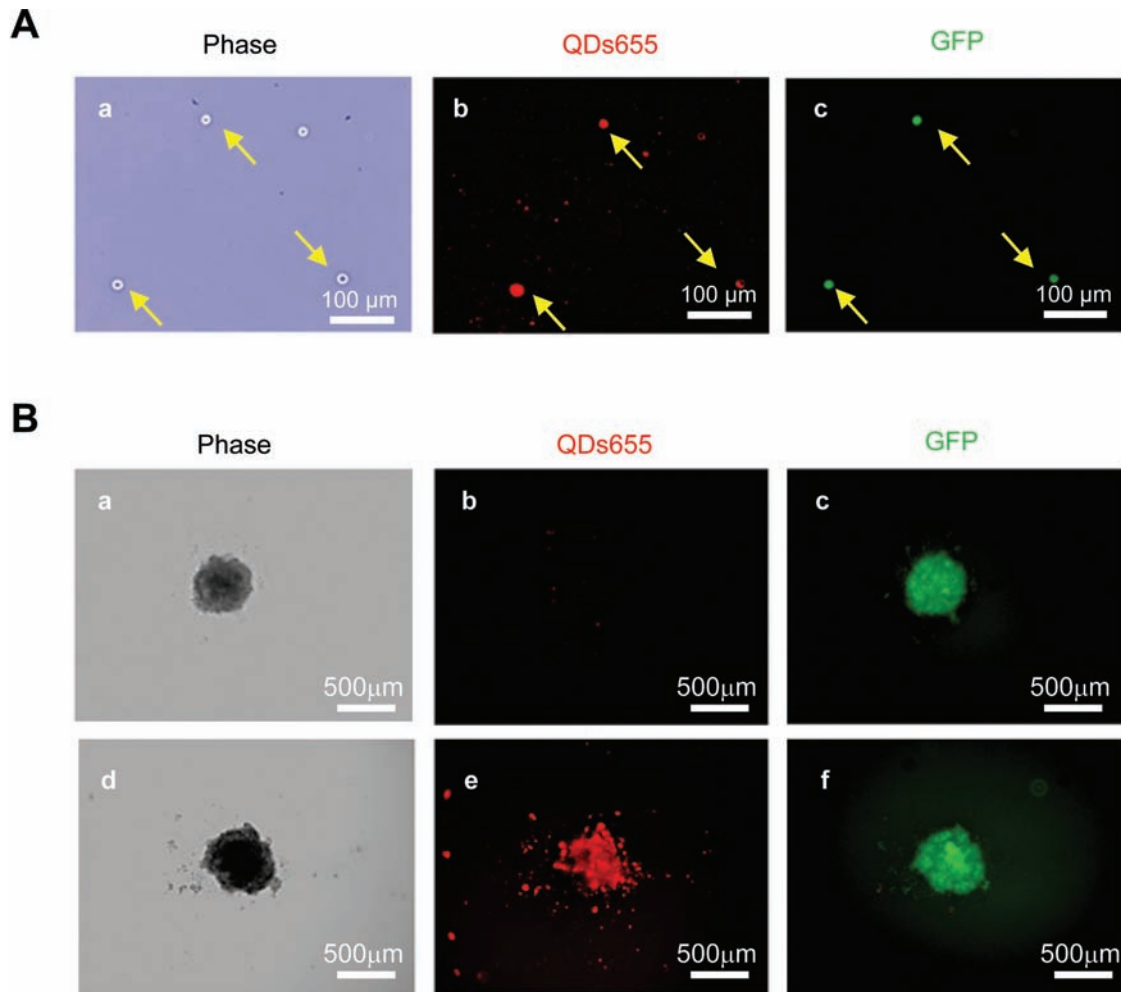 A
Phase QDs655 GFP
a b c
100 µm 100 µm 100 µm
B
Phase QDs655 GFP
a b c
500µm 500µm 500µm
d e f
500µm 500µm 500µm